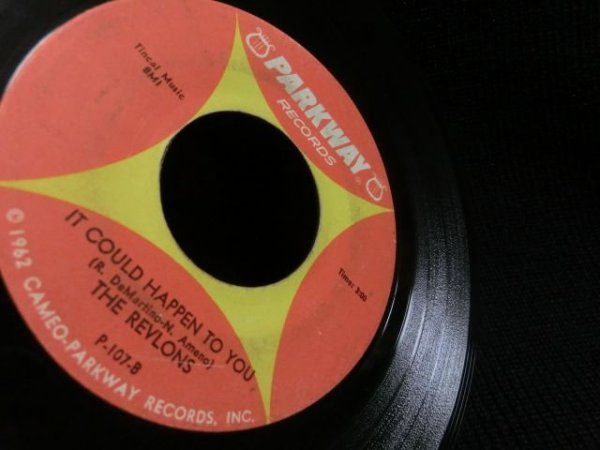 PARKWAY
RECORDS
Tincal Music
BMI
Time: 2:00
IT COULD HAPPEN TO YOU
(R. DeMartino-N. Ameno)
THE REVLONS
P-107-B
© 1962 CAMEO-PARKWAY RECORDS, INC.